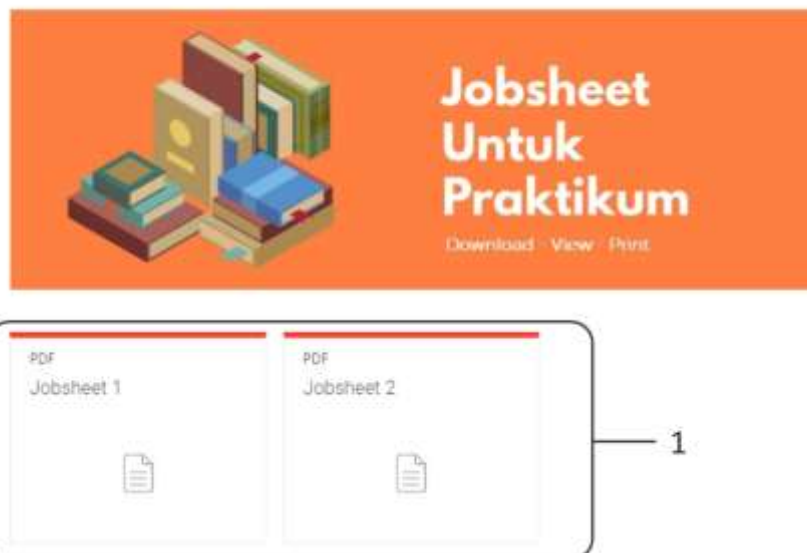 Jobsheet
Untuk
Praktikum
Download View Print
PDF
Jobsheet 1
PDF
Jobsheet 2
1